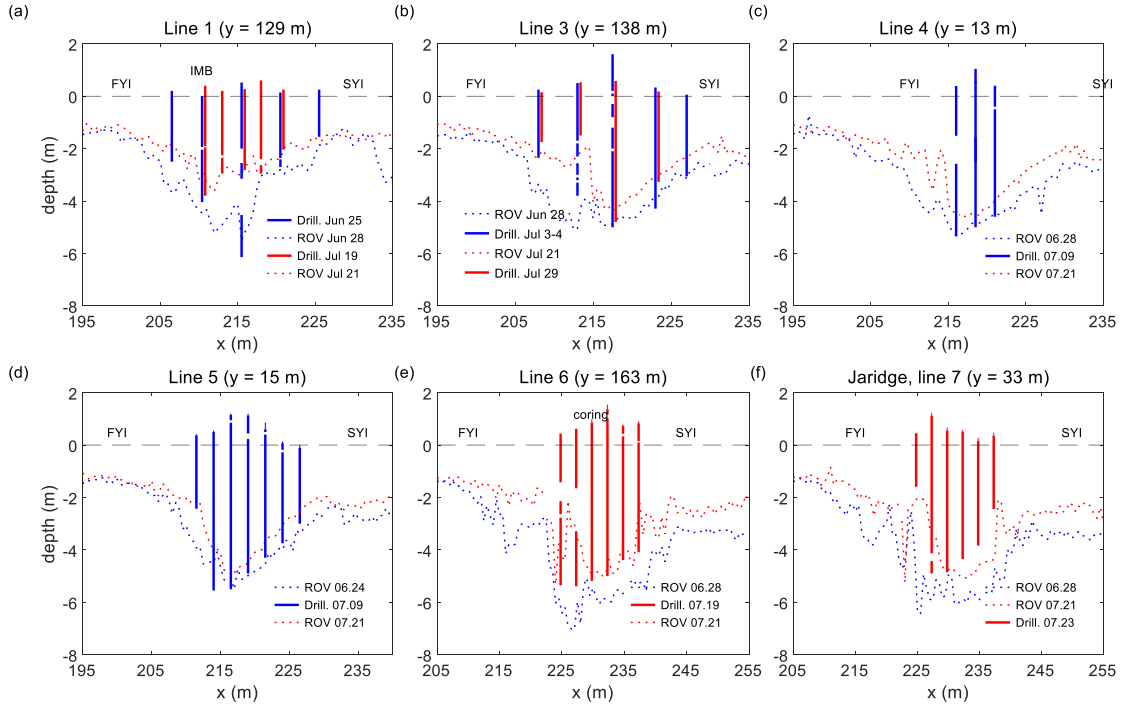 (a)
Line 1 (y = 129 m)
2
0
-2
-4
-6
-8
depth (m)
FYI
IMB
SYI
Drill. Jun 25
ROV Jun 28
Drill. Jul 19
ROV Jul 21
195
205
215
225
235
x (m)
(b)
Line 3 (y = 138 m)
2
0
-2
-4
-6
-8
FYI
SYI
ROV Jun 28
Drill. Jul 3-4
ROV Jul 21
Drill. Jul 29
195
205
215
225
235
x (m)
(c)
Line 4 (y = 13 m)
2
0
-2
-4
-6
-8
FYI
SYI
ROV 06.28
Drill. 07.09
ROV 07.21
195
205
215
225
235
x (m)
(d)
Line 5 (y = 15 m)
2
0
-2
-4
-6
-8
depth (m)
FYI
SYI
ROV 06.24
Drill. 07.09
ROV 07.21
195
205
215
225
235
x (m)
(e)
Line 6 (y = 163 m)
2
0
-2
-4
-6
-8
FYI
coring
SYI
ROV 06.28
Drill. 07.19
ROV 07.21
205
215
225
235
245
255
x (m)
(f)
Jaridge, line 7 (y = 33 m)
2
0
-2
-4
-6
-8
FYI
SYI
ROV 06.28
ROV 07.21
Drill. 07.23
205
215
225
235
245
255
x (m)